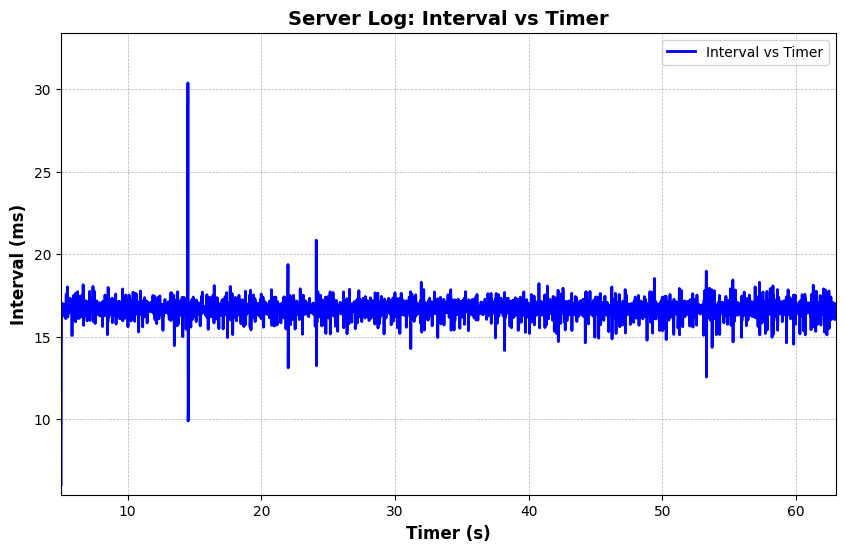 Server Log: Interval vs Timer
Interval vs Timer
Interval (ms)
30
25
20
15
10
10 20 30 40 50 60
Timer (s)